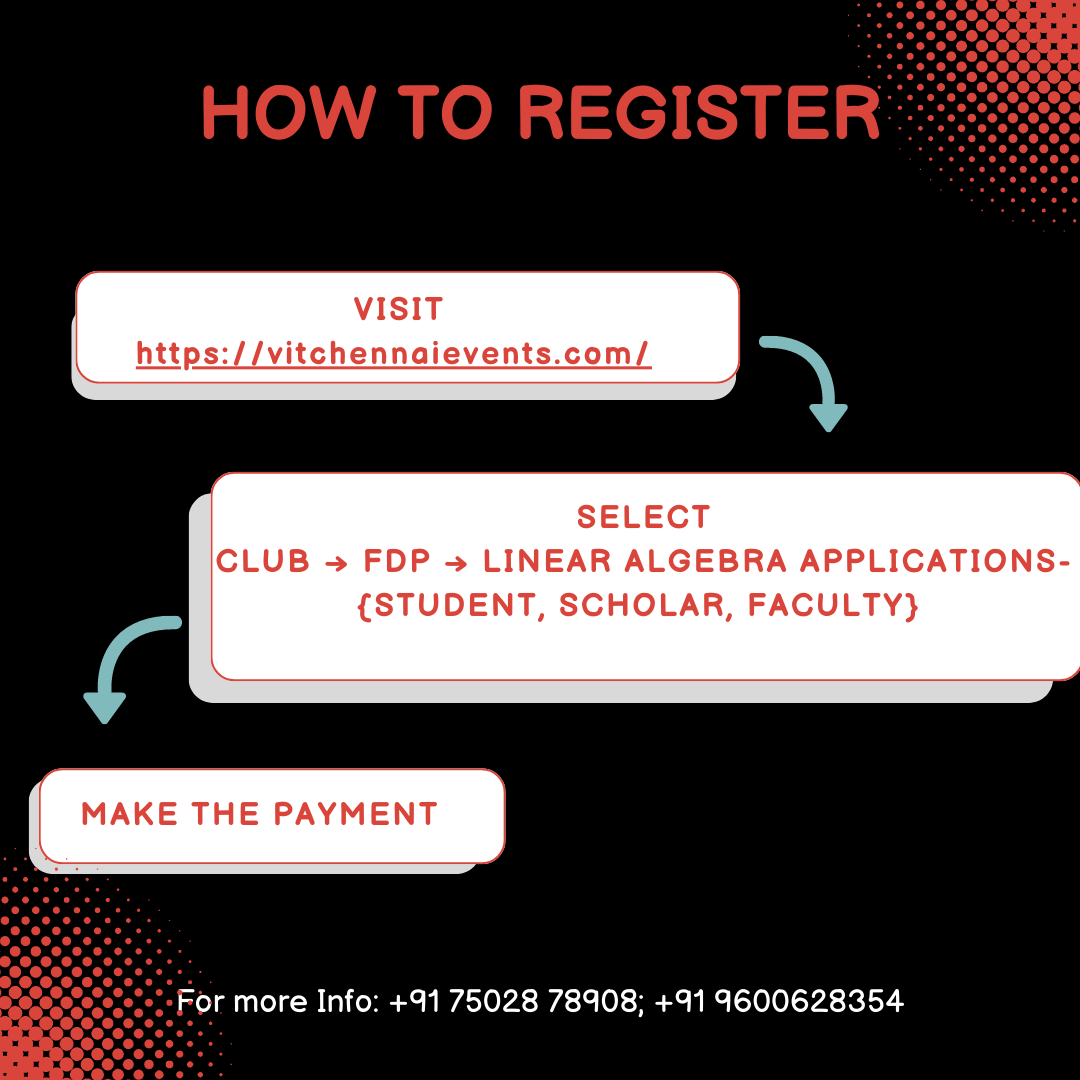 HOW TO REGISTER
VISIT
https://vitchennaievents.com/
SELECT
CLUB → FDP → LINEAR ALGEBRA APPLICATIONS-
{STUDENT, SCHOLAR, FACULTY}
MAKE THE PAYMENT
For more Info: +91 75028 78908; +91 9600628354